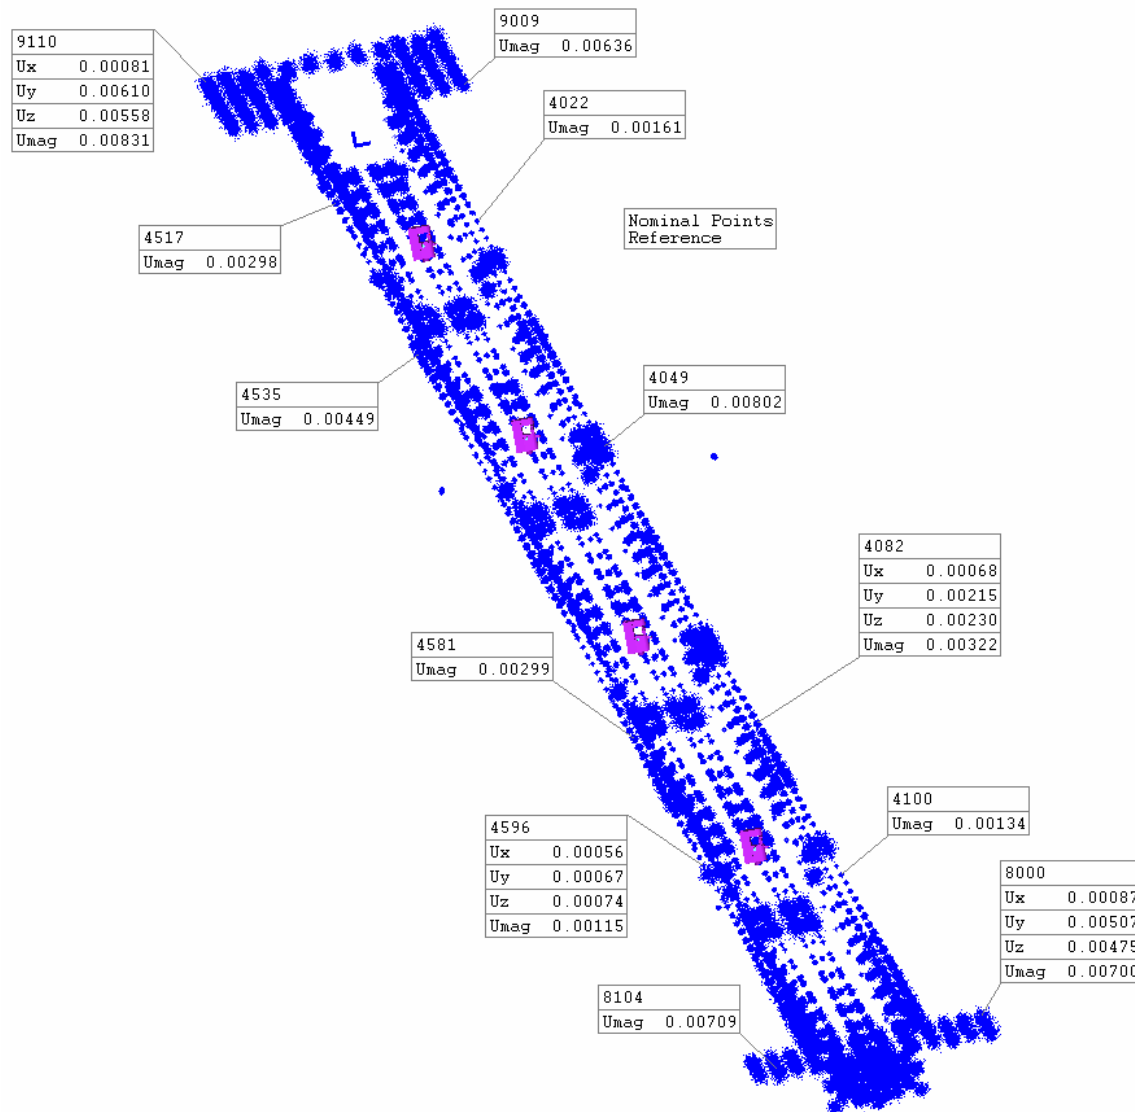 9110
Ux 0.00081
Uy 0.00610
Uz 0.00558
Umag 0.00831
9009
Umag 0.00636
4022
Umag 0.00161
Nominal Points
Reference
4517
Umag 0.00298
4535
Umag 0.00449
4049
Umag 0.00802
4082
Ux 0.00068
Uy 0.00215
Uz 0.00230
Umag 0.00322
4581
Umag 0.00299
4100
Umag 0.00134
4596
Ux 0.00056
Uy 0.00067
Uz 0.00074
Umag 0.00115
8000
Ux 0.00087
Uy 0.00507
Uz 0.00475
Umag 0.00700
8104
Umag 0.00709